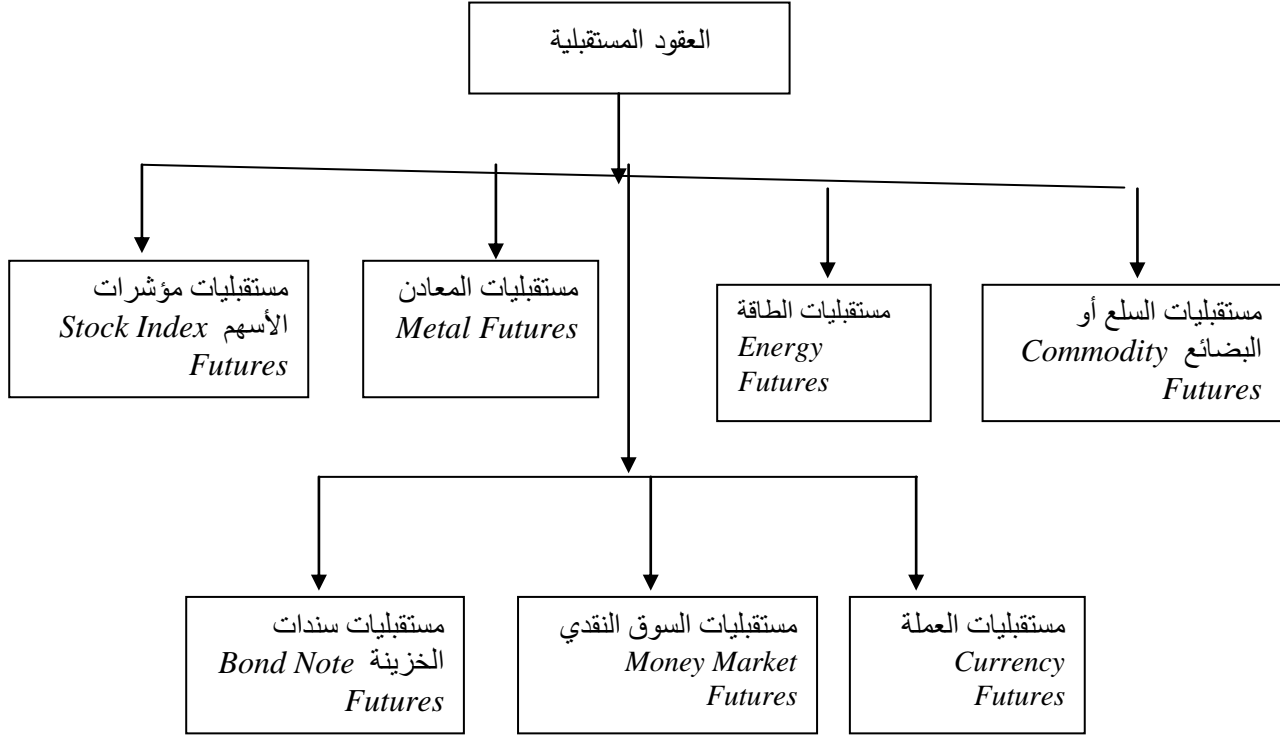 العقود المستقبلية
مستقبليات السلع أو
البضائع Commodity
Futures
مستقبليات الطاقة
Energy
Futures
مستقبليات المعادن
Metal Futures
مستقبليات مؤشرات
الأسهم Stock Index
Futures
مستقبليات العملة
Currency
Futures
مستقبليات السوق النقدي
Money Market
Futures
مستقبليات سندات
الخزينة Bond Note
Futures